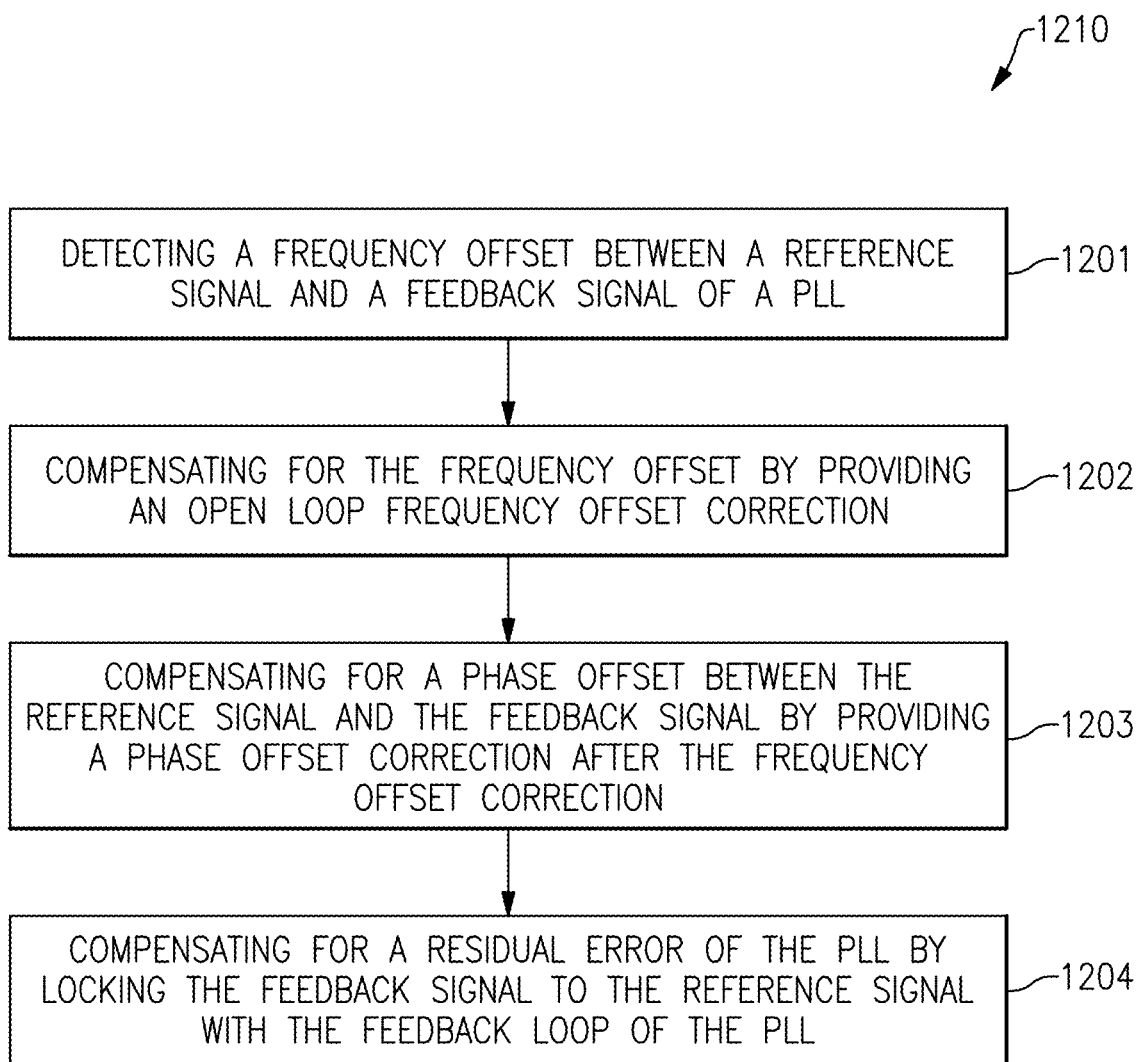 1210
DETECTING A FREQUENCY OFFSET BETWEEN A REFERENCE
SIGNAL AND A FEEDBACK SIGNAL OF A PLL
1201
COMPENSATING FOR THE FREQUENCY OFFSET BY PROVIDING
AN OPEN LOOP FREQUENCY OFFSET CORRECTION
1202
COMPENSATING FOR A PHASE OFFSET BETWEEN THE
REFERENCE SIGNAL AND THE FEEDBACK SIGNAL BY PROVIDING
A PHASE OFFSET CORRECTION AFTER THE FREQUENCY
OFFSET CORRECTION
1203
COMPENSATING FOR A RESIDUAL ERROR OF THE PLL BY
LOCKING THE FEEDBACK SIGNAL TO THE REFERENCE SIGNAL
WITH THE FEEDBACK LOOP OF THE PLL
1204